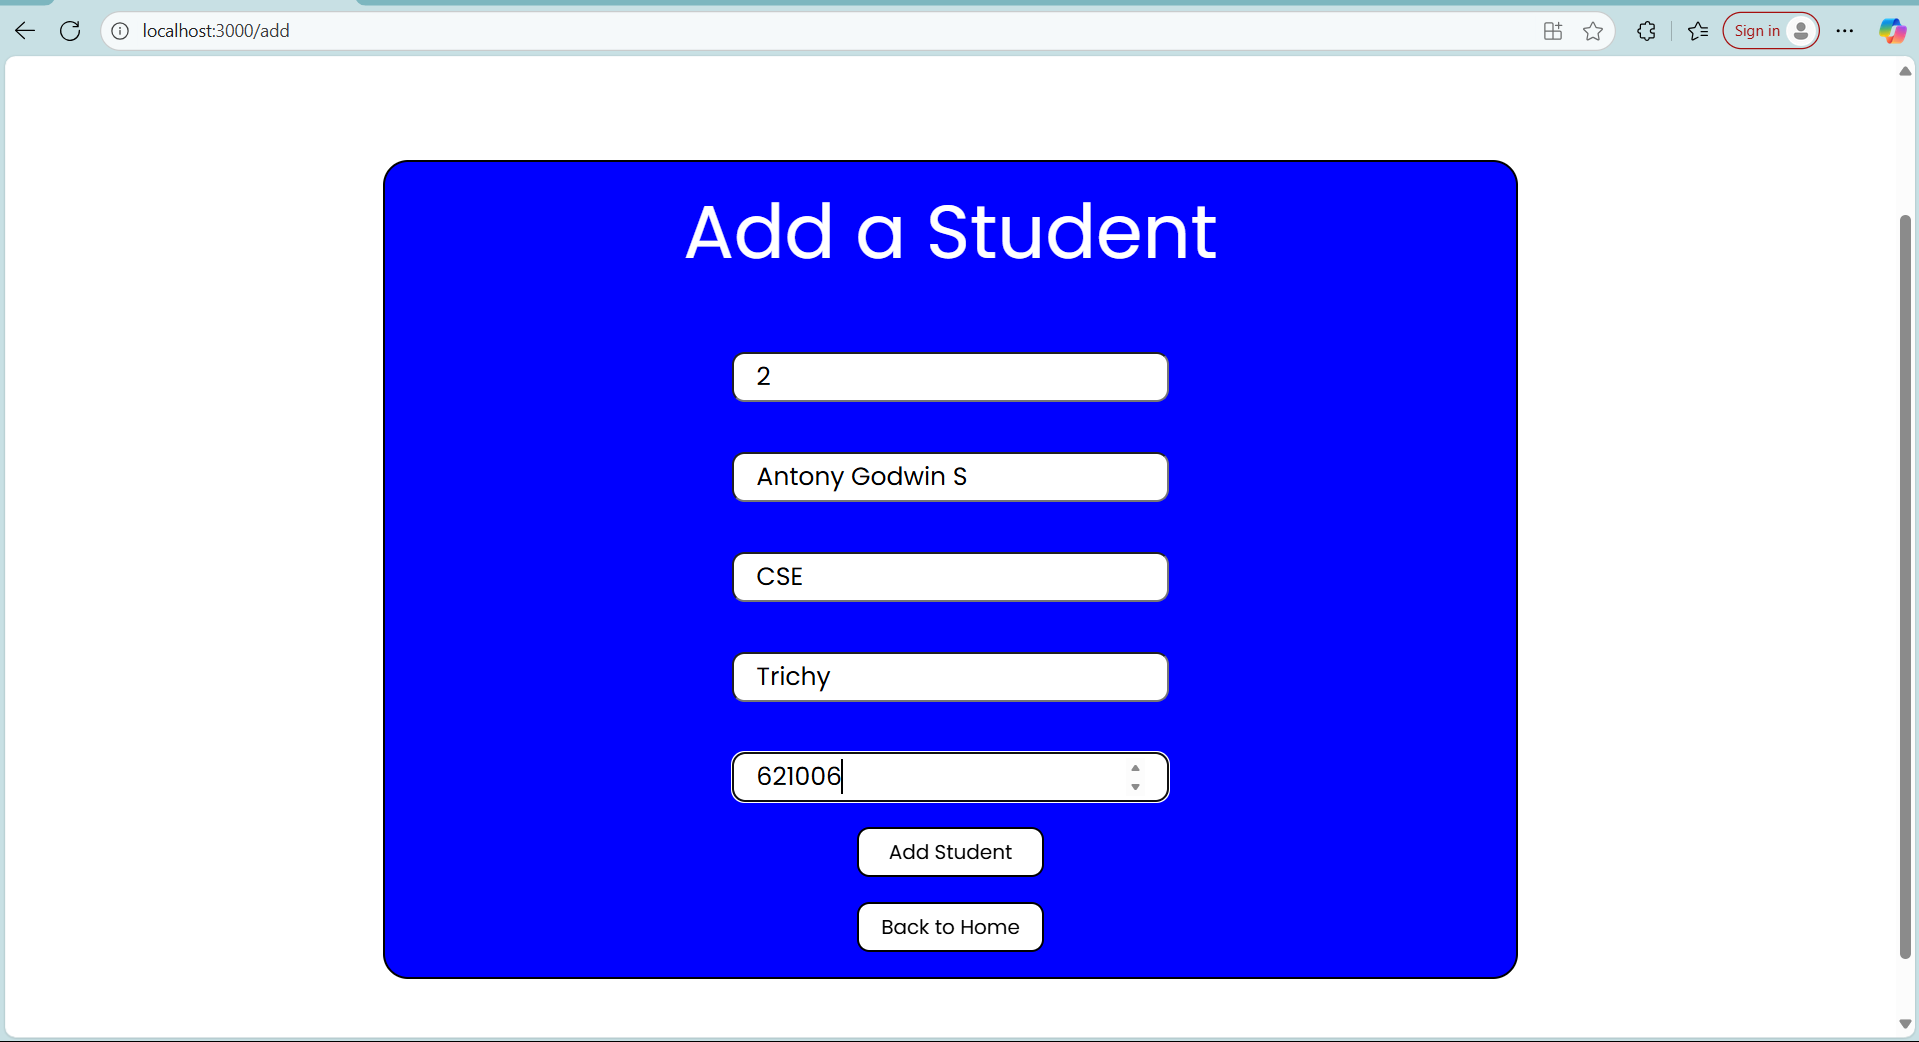 localhost:3000/add
Sign in
Add a Student
2
Antony Godwin S
CSE
Trichy
621006
Add Student
Back to Home